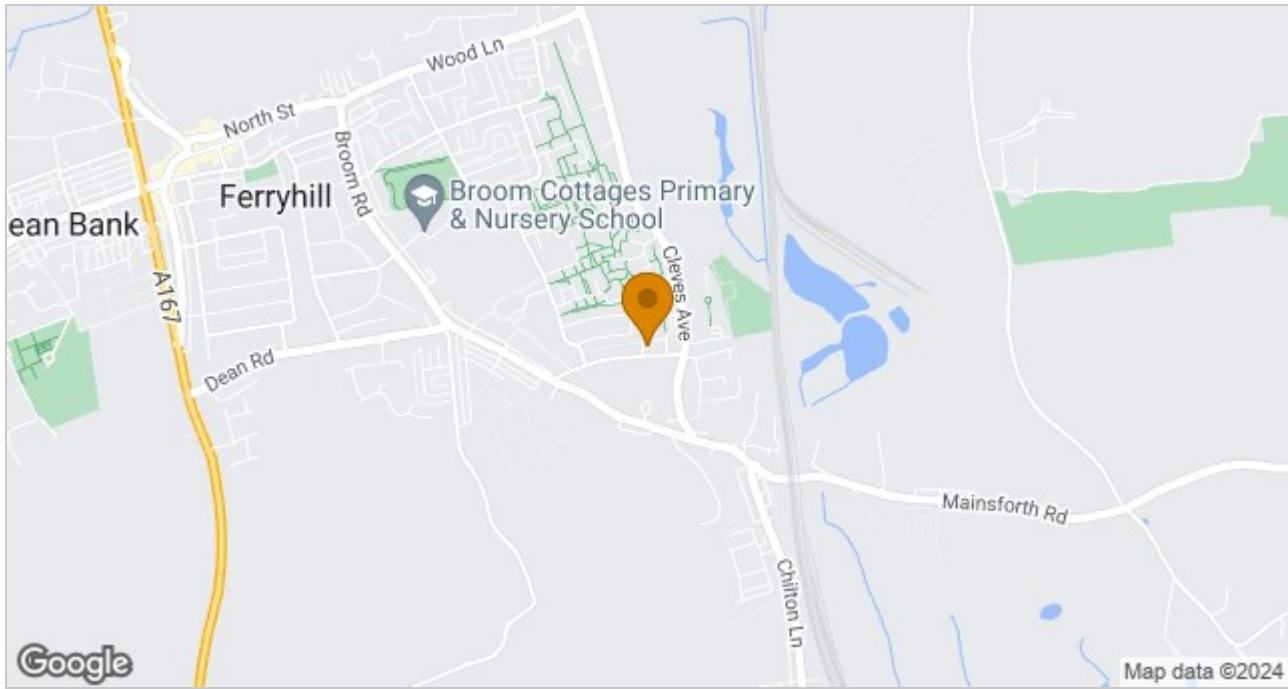 Wood Ln
North St
Broom Rd
Ferryhill
Broom Cottages Primary
& Nursery School
ean Bank
A167
Cleves Ave
Dean Rd
Mainsforth Rd
Chilton Ln
Google
Map data ©2024